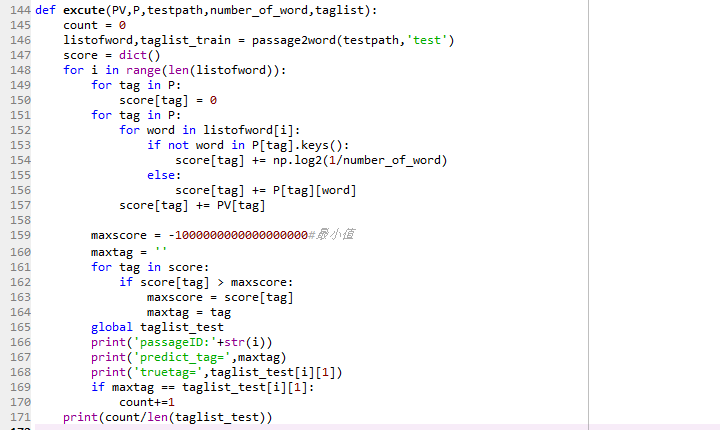 144 def excute(PV,P,testpath,number_of_word,taglist):
145     count = 0
146     listofword,taglist_train = passage2word(testpath,'test')
147     score = dict()
148     for i in range(len(listofword)):
149         for tag in P:
150             score[tag] = 0
151         for tag in P:
152             for word in listofword[i]:
153                 if not word in P[tag].keys():
154                     score[tag] += np.log2(1/number_of_word)
155                 else:
156                     score[tag] += P[tag][word]
157             score[tag] += PV[tag]
158
159         maxscore = -1000000000000000000#最小值
160         maxtag = ''
161         for tag in score:
162             if score[tag] > maxscore:
163                 maxscore = score[tag]
164                 maxtag = tag
165         global taglist_test
166         print('passageID:'+str(i))
167         print('predict_tag=',maxtag)
168         print('truetag=',taglist_test[i][1])
169         if maxtag == taglist_test[i][1]:
170             count+=1
171     print(count/len(taglist_test))